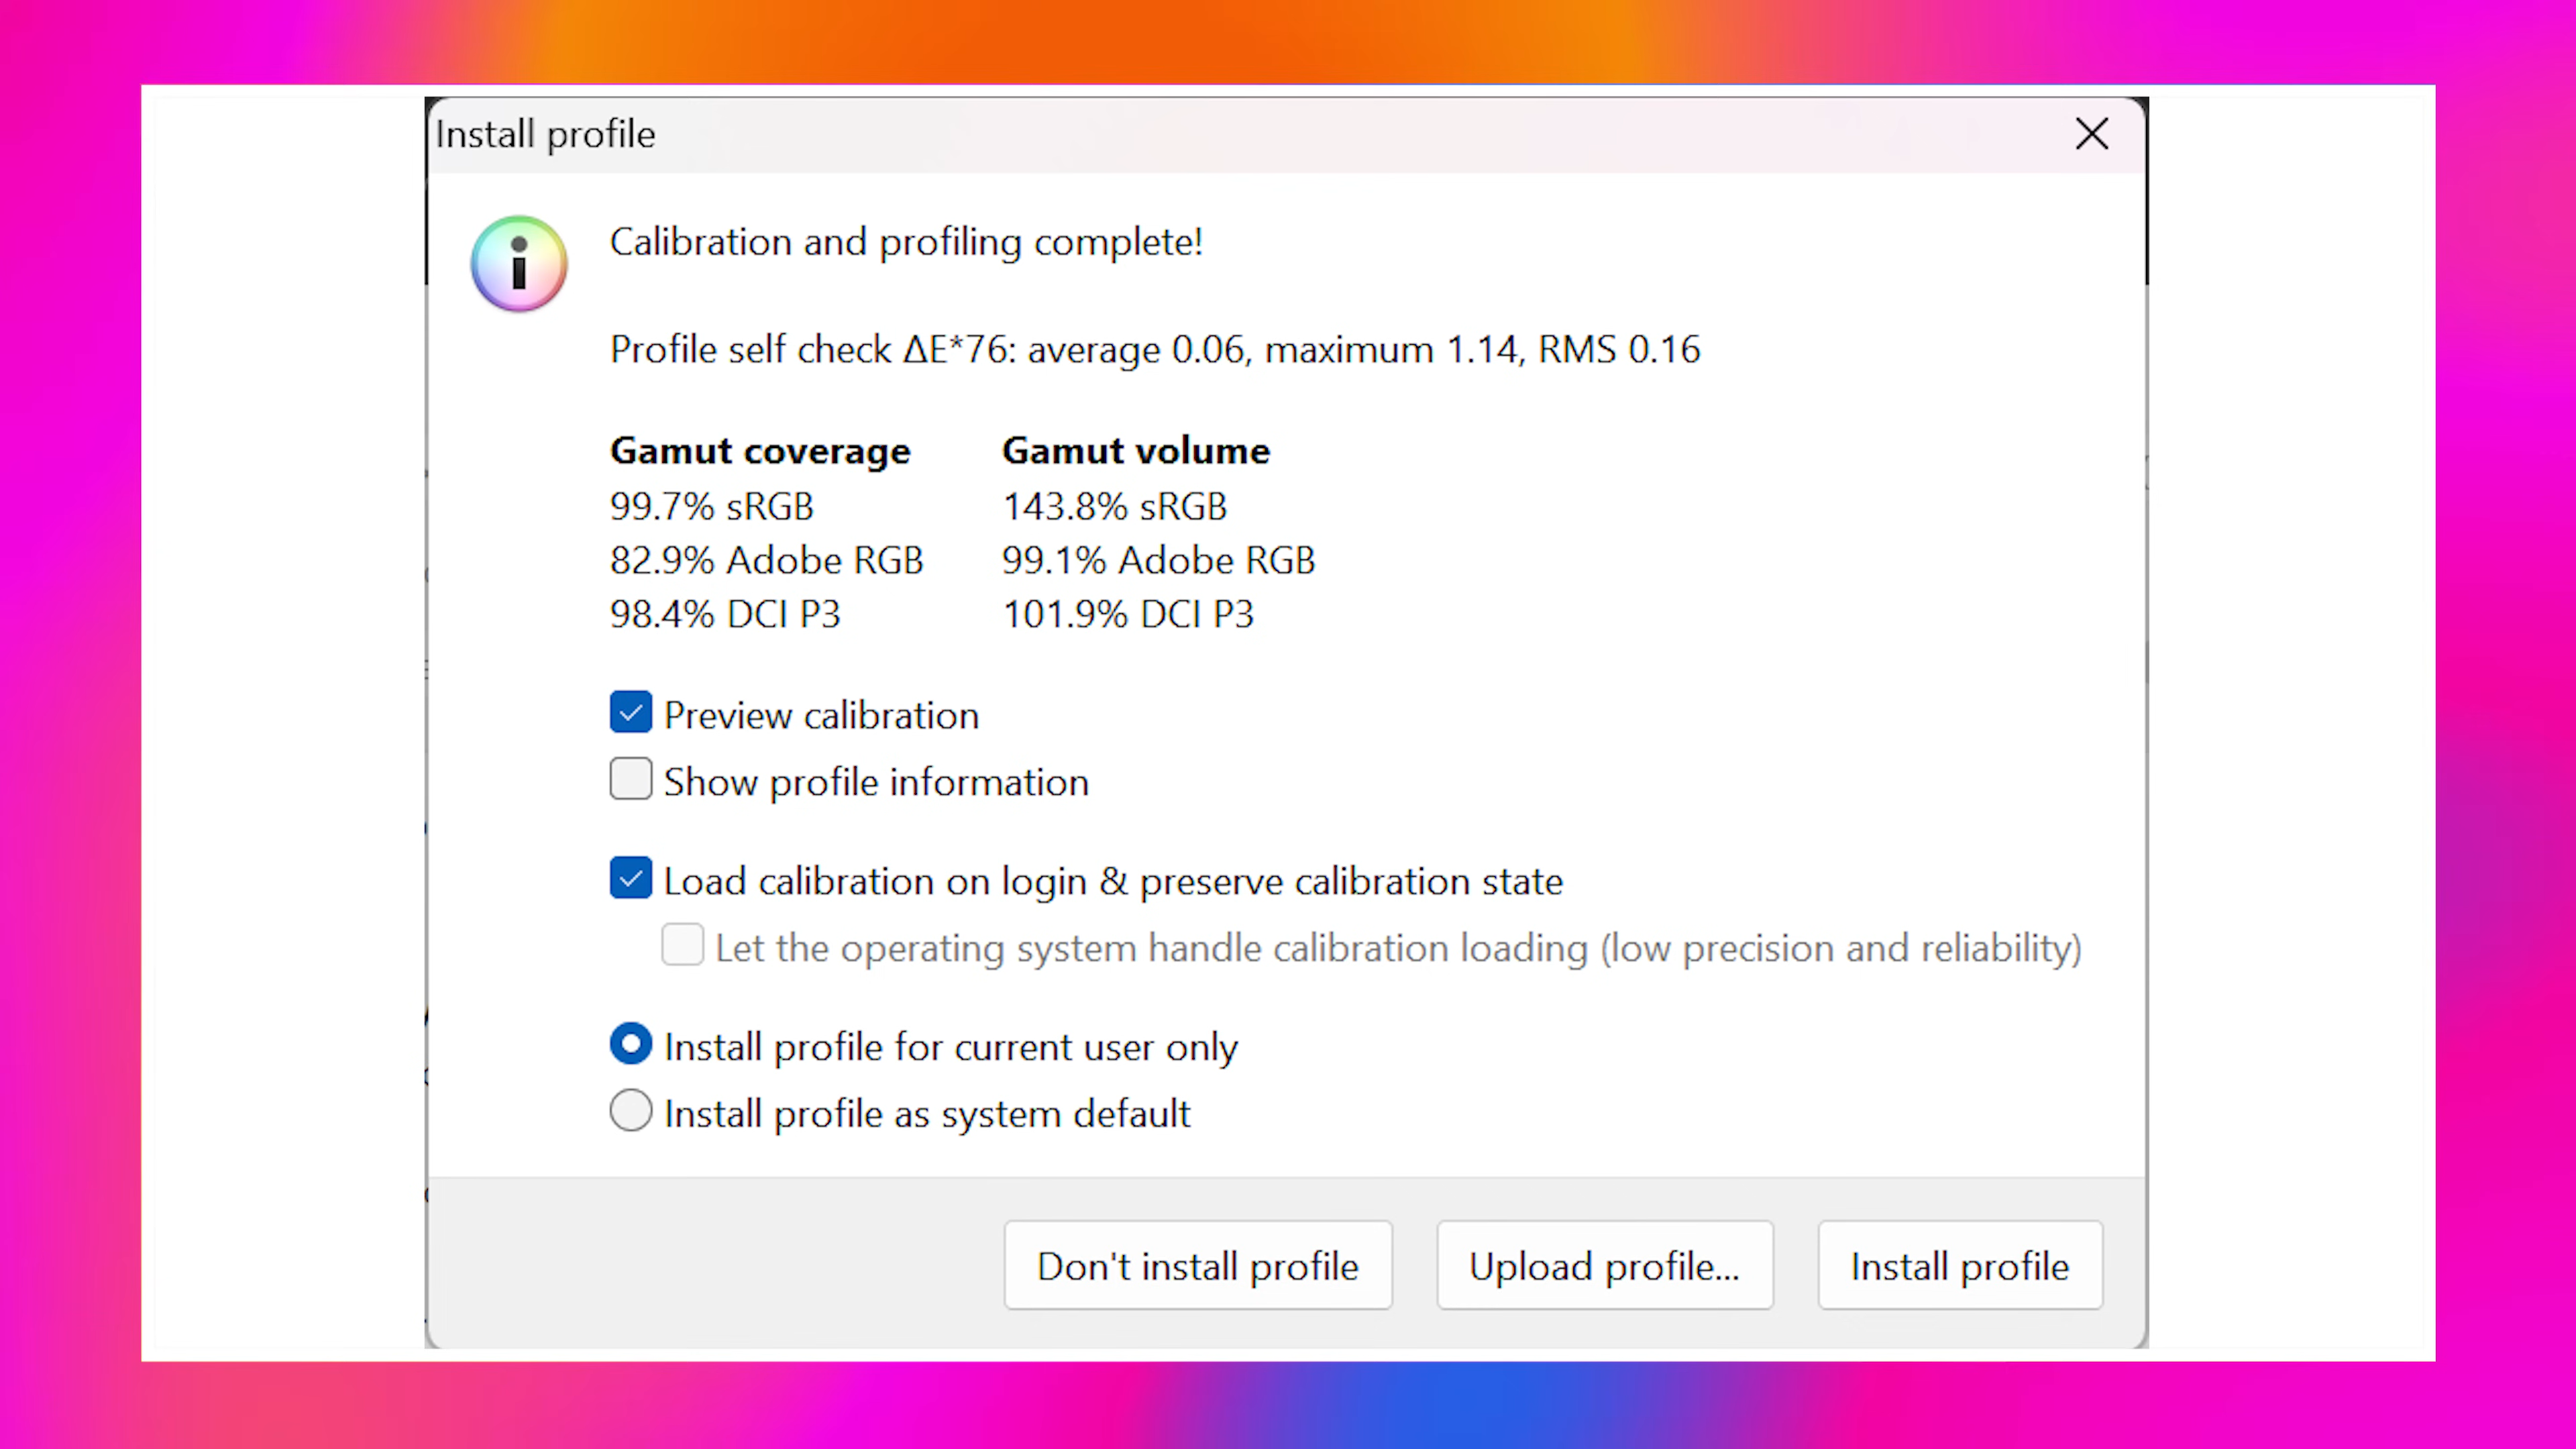 Install profile
Calibration and profiling complete!
Profile self check ΔE*76: average 0.06, maximum 1.14, RMS 0.16
Gamut coverage Gamut volume
99.7% sRGB 143.8% sRGB
82.9% Adobe RGB 99.1% Adobe RGB
98.4% DCI P3 101.9% DCI P3
Preview calibration
Show profile information
Load calibration on login & preserve calibration state
Let the operating system handle calibration loading (low precision and reliability)
Install profile for current user only
Install profile as system default
Don't install profile Upload profile... Install profile